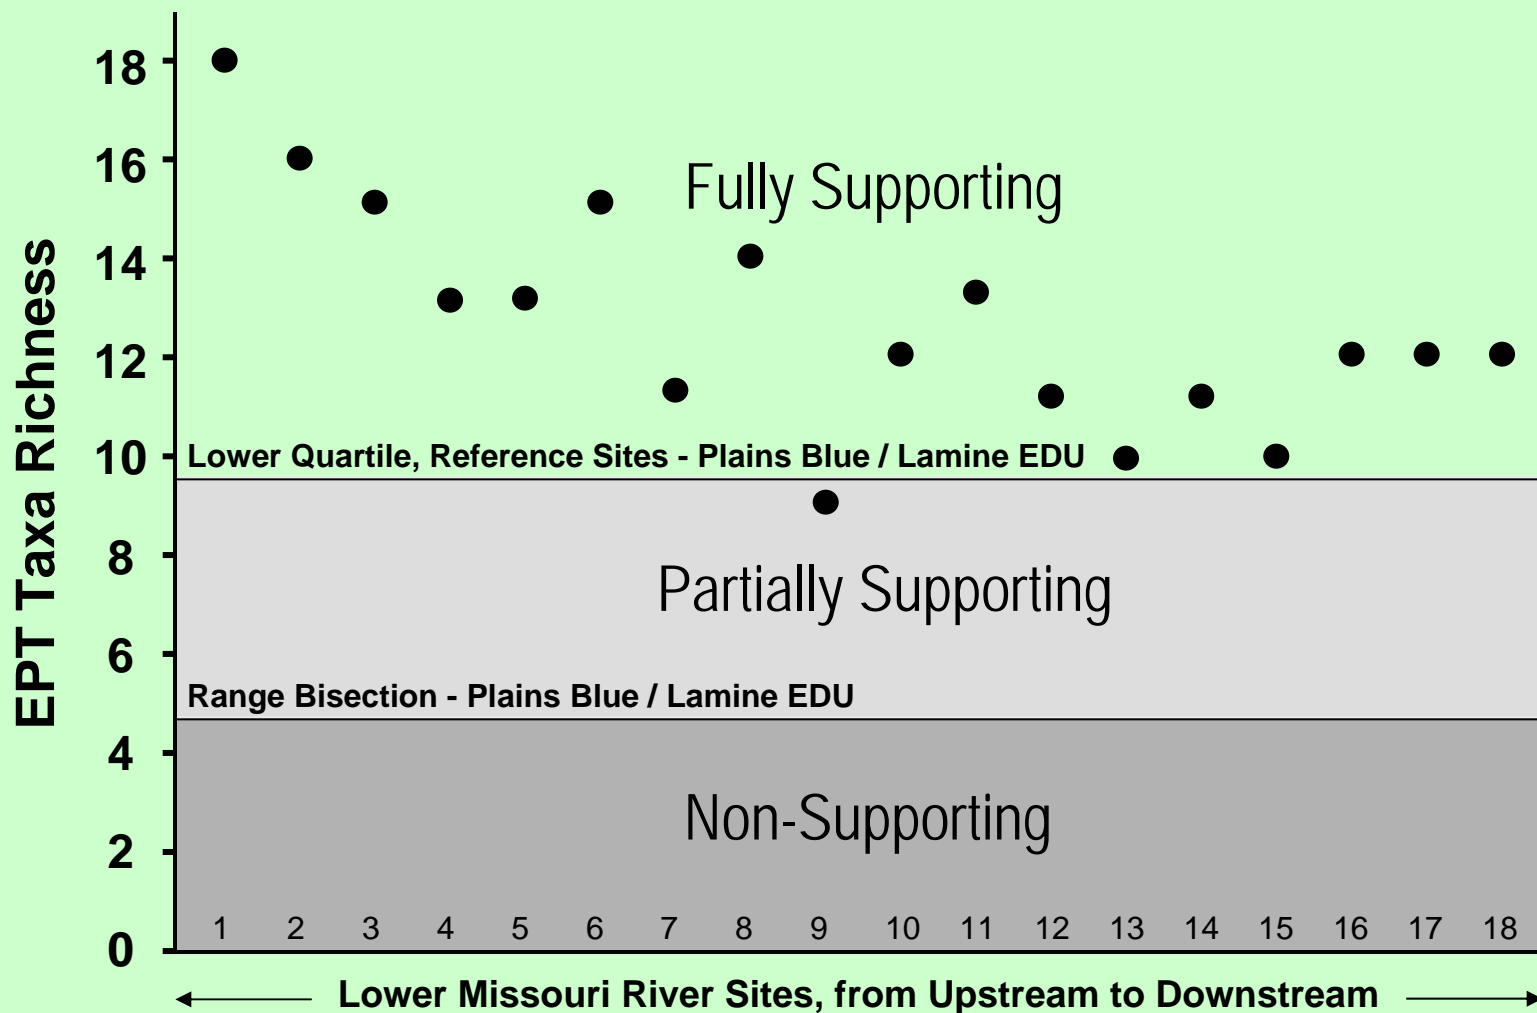 EPT Taxa Richness
18
16
14
12
10
8
6
4
2
0
Fully Supporting
Lower Quartile, Reference Sites - Plains Blue / Lamine EDU
Partially Supporting
Range Bisection - Plains Blue / Lamine EDU
Non-Supporting
1 2 3 4 5 6 7 8 9 10 11 12 13 14 15 16 17 18
Lower Missouri River Sites, from Upstream to Downstream